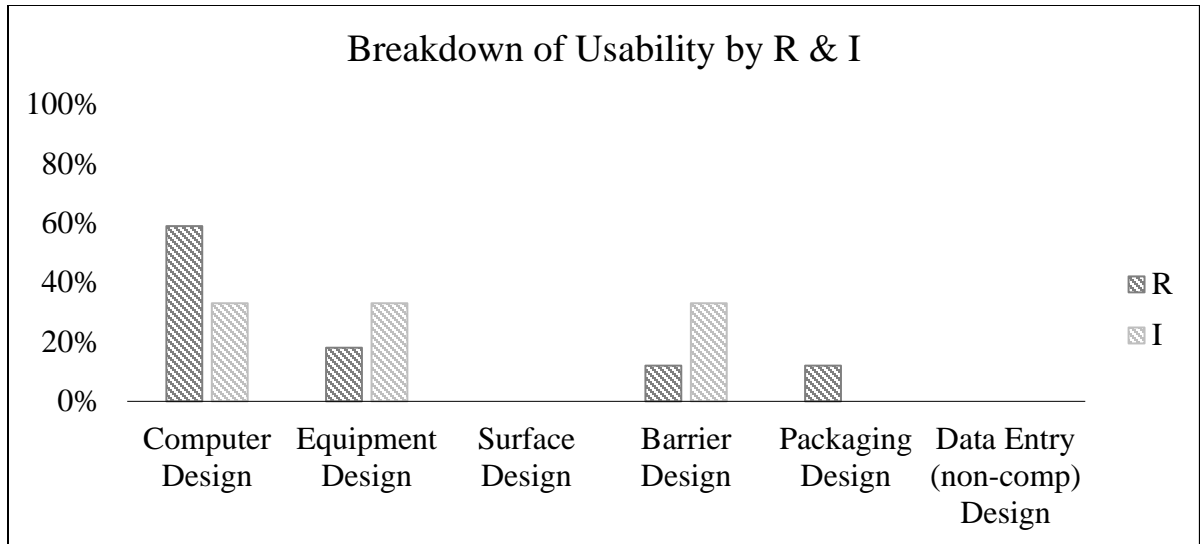 Breakdown of Usability by R & I
100%
80%
60%
40%
20%
0%
Computer Design
Equipment Design
Surface Design
Barrier Design
Packaging Design
Data Entry (non-comp) Design
R
I